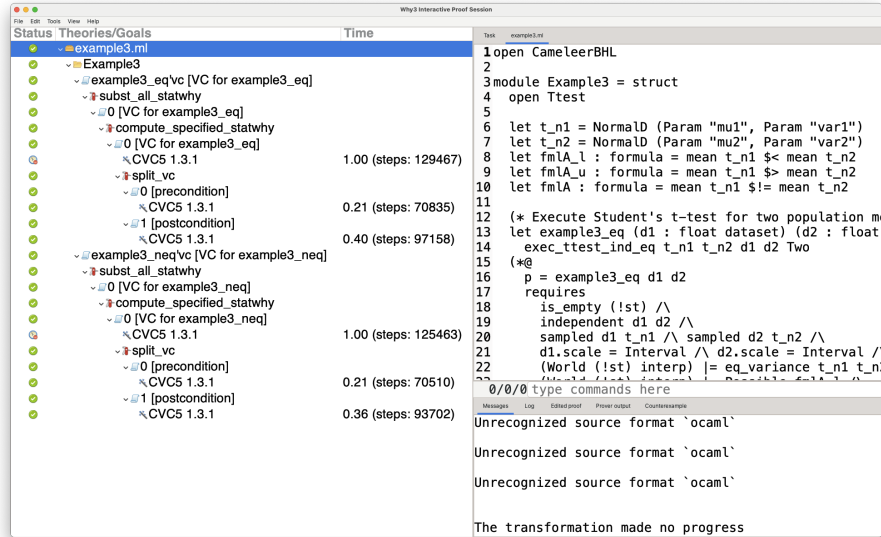 Why3 Interactive Proof Session
File Edit Tools View Help
Status Theories/Goals Time
example3.ml
Example3
example3_eq'vc [VC for example3_eq]
subst_all_statwhy
0 [VC for example3_eq]
compute_specified_statwhy
0 [VC for example3_eq]
CVC5 1.3.1 1.00 (steps: 129467)
split_vc
0 [precondition]
CVC5 1.3.1 0.21 (steps: 70835)
1 [postcondition]
CVC5 1.3.1 0.40 (steps: 97158)
example3_neq'vc [VC for example3_neq]
subst_all_statwhy
0 [VC for example3_neq]
compute_specified_statwhy
0 [VC for example3_neq]
CVC5 1.3.1 1.00 (steps: 125463)
split_vc
0 [precondition]
CVC5 1.3.1 0.21 (steps: 70510)
1 [postcondition]
CVC5 1.3.1 0.36 (steps: 93702)
Task example3.ml
1 open CameleerBHL
2
3 module Example3 = struct
4 open Ttest
5
6 let t_n1 = NormalD (Param "mu1", Param "var1")
7 let t_n2 = NormalD (Param "mu2", Param "var2")
8 let fmlA_l : formula = mean t_n1 $< mean t_n2
9 let fmlA_u : formula = mean t_n1 $> mean t_n2
10 let fmlA : formula = mean t_n1 $!= mean t_n2
11
12 (* Execute Student's t-test for two population m
13 let example3_eq (d1 : float dataset) (d2 : float
14 exec_ttest_ind_eq t_n1 t_n2 d1 d2 Two
15 (*@
16 p = example3_eq d1 d2
17 requires
18 is_empty (!st) /\
19 independent d1 d2 /\
20 sampled d1 t_n1 /\ sampled d2 t_n2 /\
21 d1.scale = Interval /\ d2.scale = Interval /\
22 (World (!st) interp) |= eq_variance t_n1 t_n2
0/0/0 type commands here
Messages Log Edited proof Prover output Counterexample
Unrecognized source format `ocaml`
Unrecognized source format `ocaml`
Unrecognized source format `ocaml`
The transformation made no progress